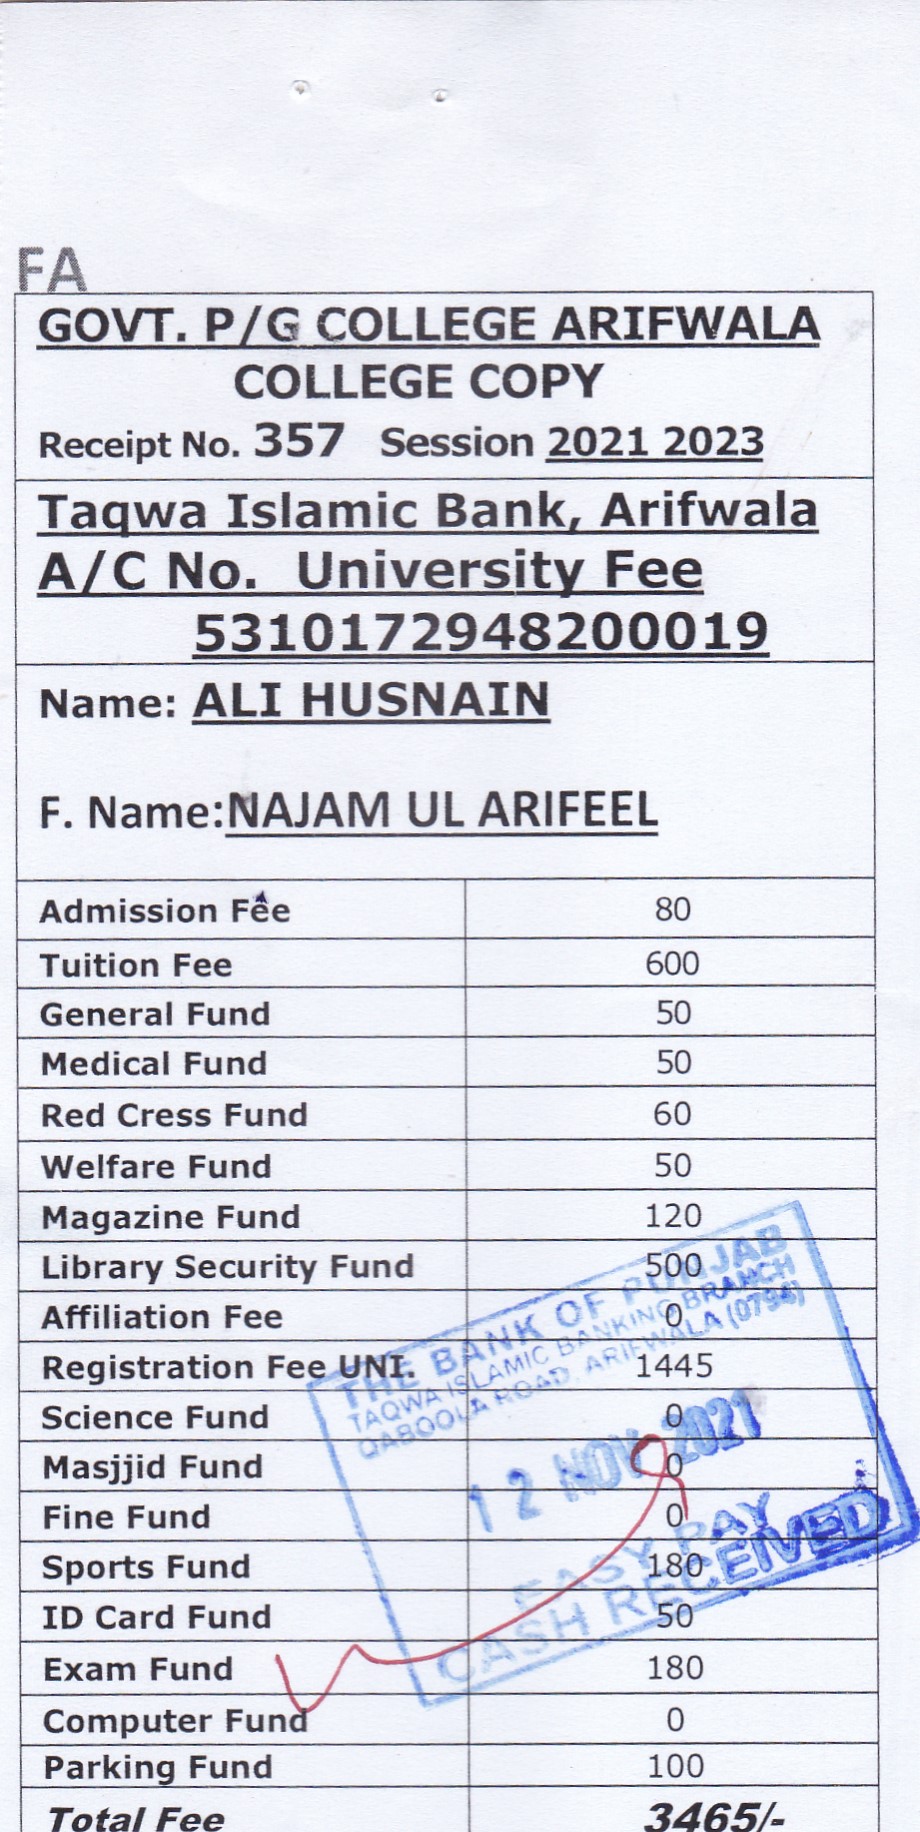 FA
GOVT. P/G COLLEGE ARIFWALA
COLLEGE COPY
Receipt No. 357 Session 2021 2023
Taqwa Islamic Bank, Arifwala
A/C No. University Fee
5310172948200019
Name: ALI HUSNAIN
F. Name:NAJAM UL ARIFEEL
Admission Fee 80
Tuition Fee 600
General Fund 50
Medical Fund 50
Red Cress Fund 60
Welfare Fund 50
Magazine Fund 120
Library Security Fund 500
Affiliation Fee 0
Registration Fee UNI. 1445
Science Fund 0
Masjjid Fund 0
Fine Fund 0
Sports Fund 180
ID Card Fund 50
Exam Fund 180
Computer Fund 0
Parking Fund 100
Total Fee 3465/-
THE BANK OF PUNJAB
TAQWA ISLAMIC BANKING BRANCH
QABOOLA ROAD, ARIFWALA (0794)
12 NOV 2021
EASY PAY
CASH RECEIVED